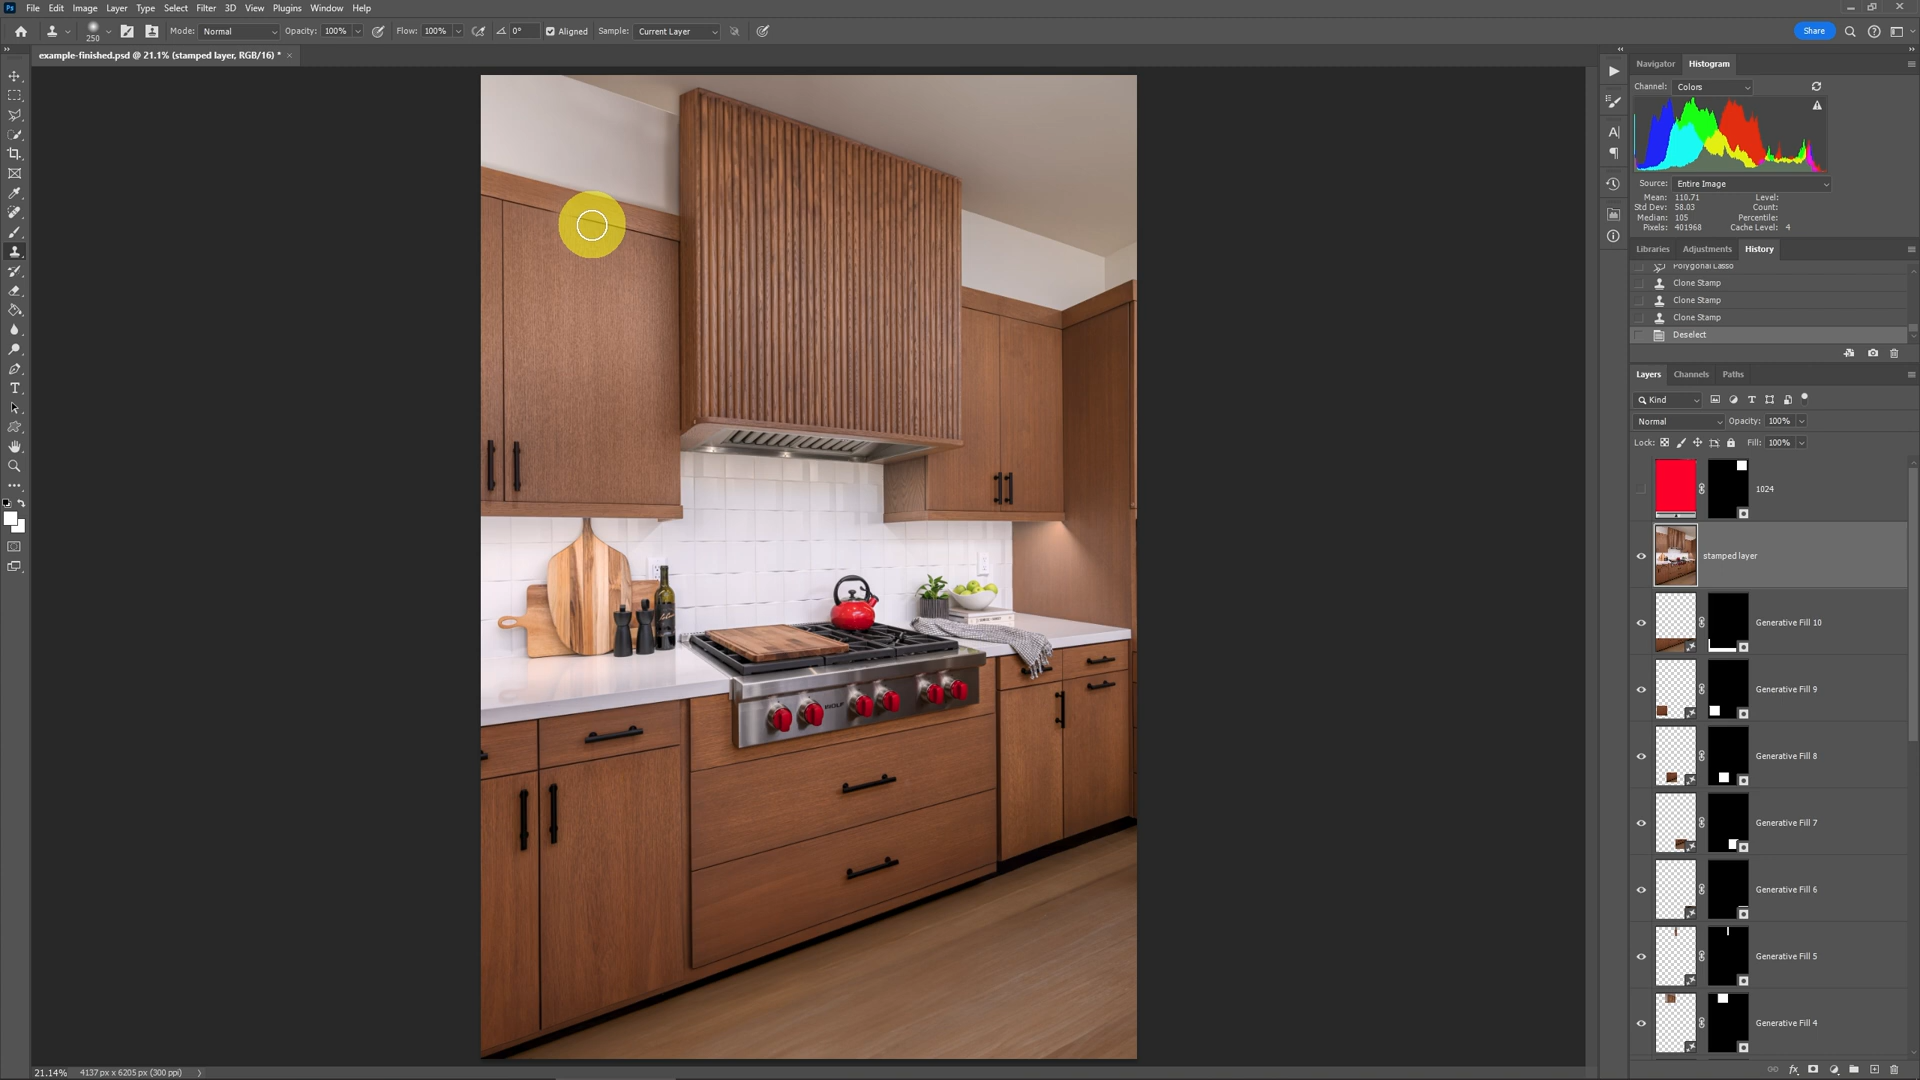 Ps File Edit Image Layer Type Select Filter 3D View Plugins Window Help
250 Mode: Normal Opacity: 100% Flow: 100% 0° Aligned Sample: Current Layer Share
example-finished.psd @ 21.1% (stamped layer, RGB/16) *
Navigator Histogram
Channel: Colors
Source: Entire Image
Mean: 110.71 Level:
Std Dev: 58.03 Count:
Median: 105 Percentile:
Pixels: 401968 Cache Level: 4
Libraries Adjustments History
Polygonal Lasso
Clone Stamp
Clone Stamp
Clone Stamp
Deselect
Layers Channels Paths
Kind
Normal Opacity: 100%
Lock: Fill: 100%
1024
stamped layer
Generative Fill 10
Generative Fill 9
Generative Fill 8
Generative Fill 7
Generative Fill 6
Generative Fill 5
Generative Fill 4
WOLF
21.14% 4137 px x 6205 px (300 ppi)